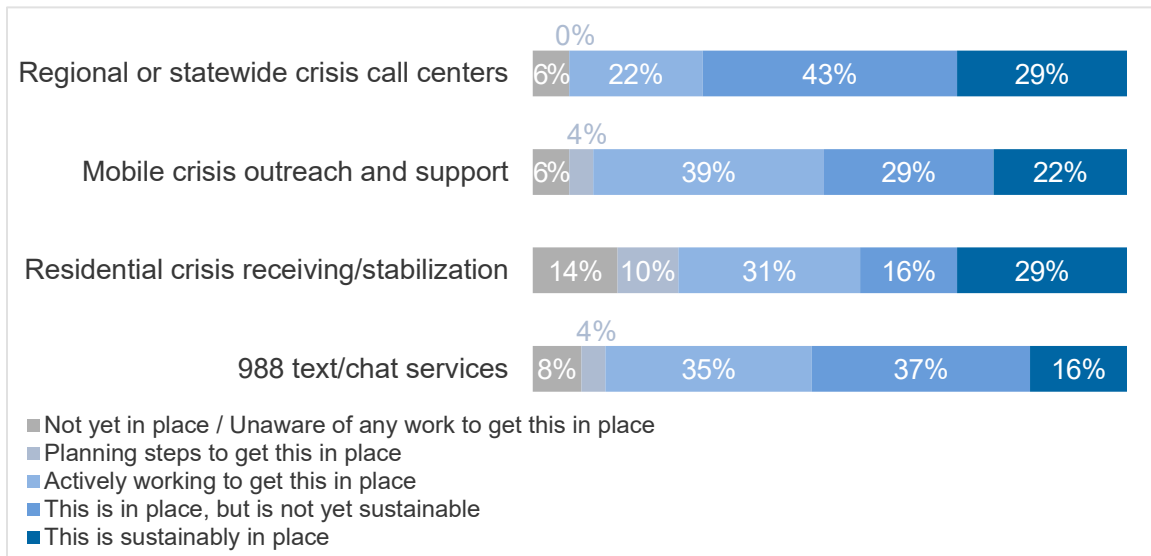 0%
Regional or statewide crisis call centers 6% 22% 43% 29%
4%
Mobile crisis outreach and support 6% 39% 29% 22%
Residential crisis receiving/stabilization 14% 10% 31% 16% 29%
4%
988 text/chat services 8% 35% 37% 16%
Not yet in place / Unaware of any work to get this in place
Planning steps to get this in place
Actively working to get this in place
This is in place, but is not yet sustainable
This is sustainably in place